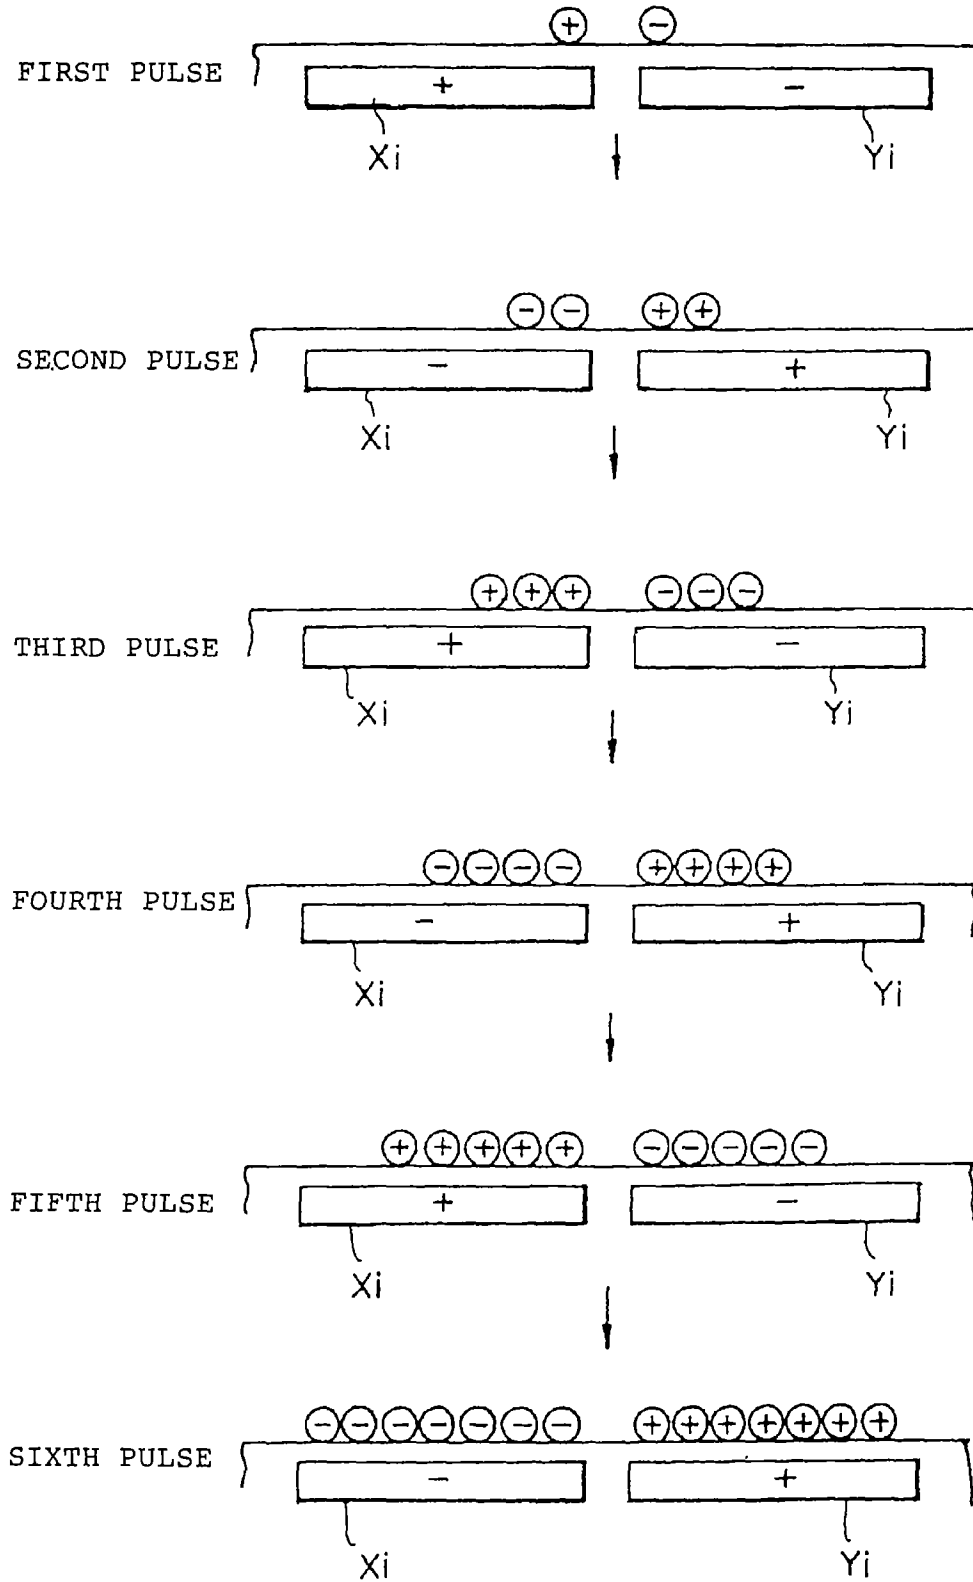 + -
FIRST PULSE + -
Xi Yi
- - + +
SECOND PULSE - +
Xi Yi
+ + + - - -
THIRD PULSE + -
Xi Yi
- - - - + + + +
FOURTH PULSE - +
Xi Yi
+ + + + + - - - - -
FIFTH PULSE + -
Xi Yi
- - - - - - - + + + + + + +
SIXTH PULSE - +
Xi Yi